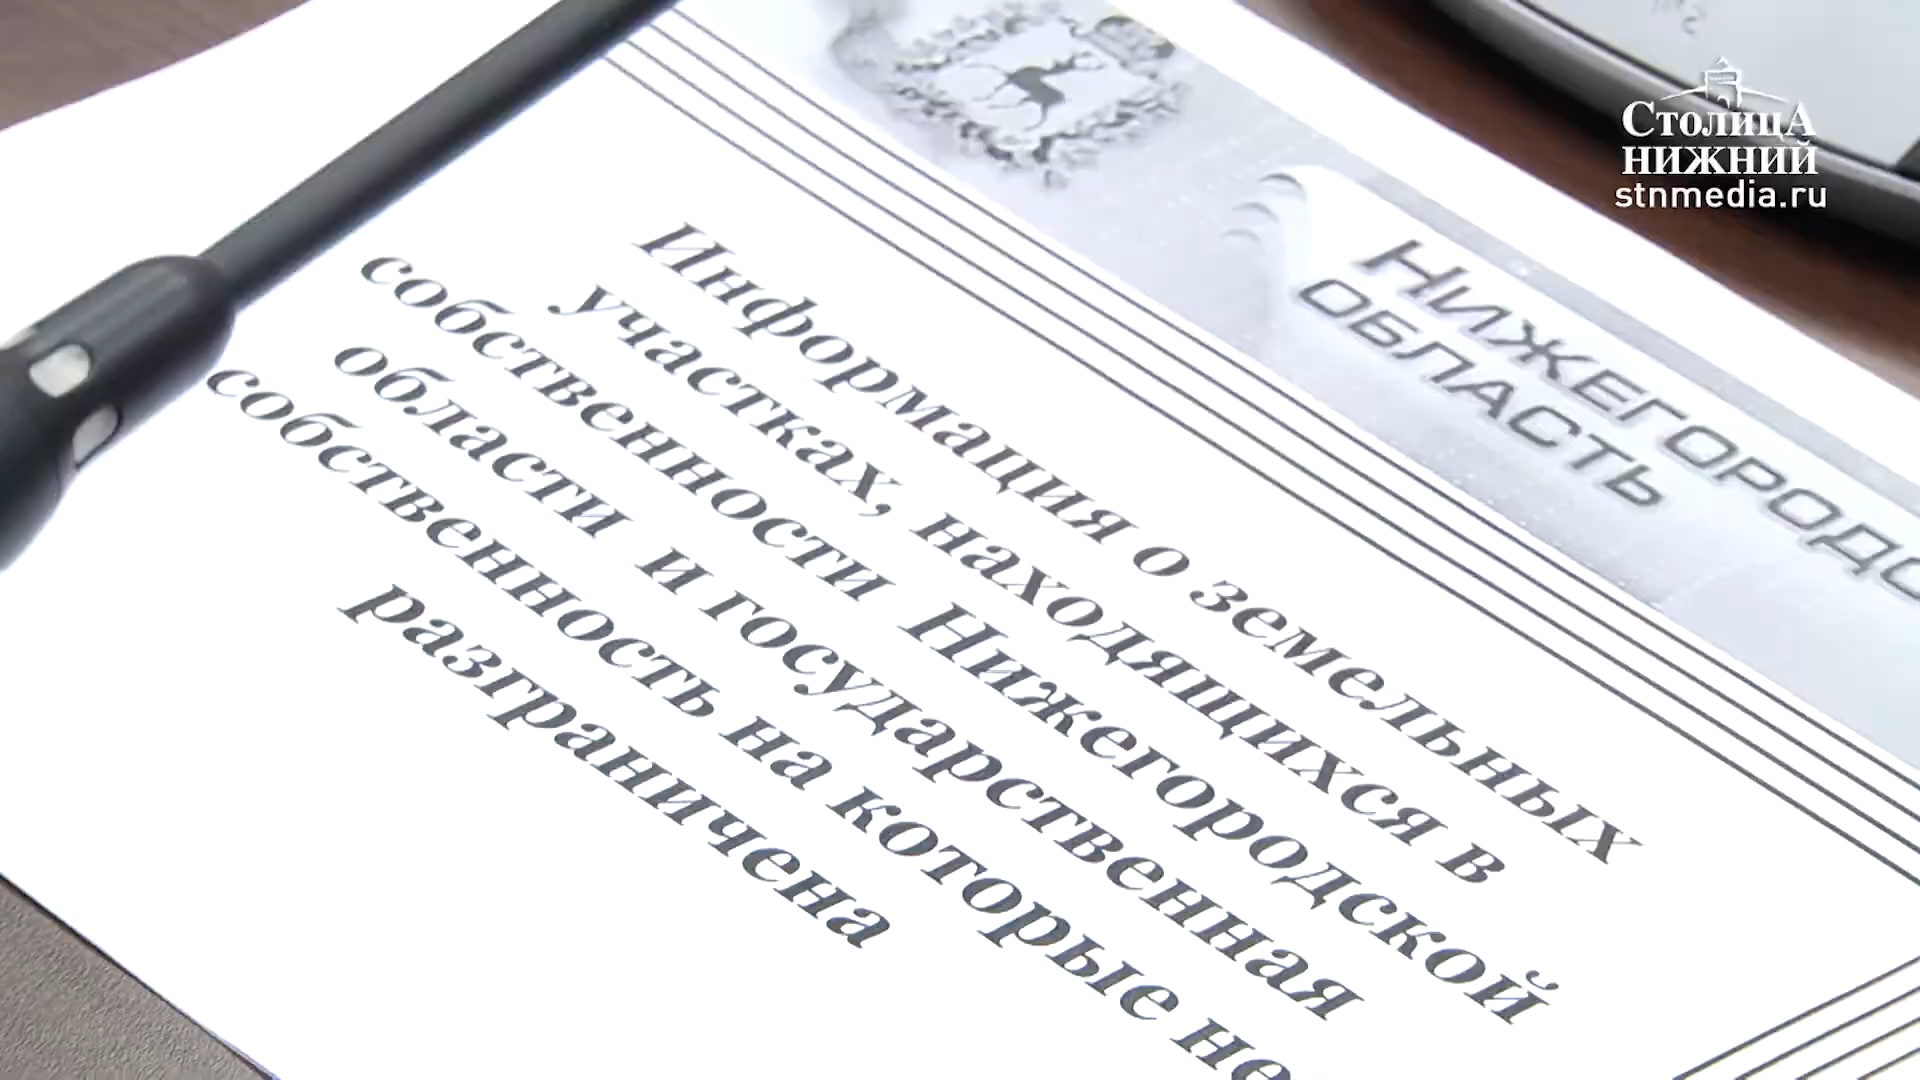 СтолицА
нижний
stnmedia.ru
Нижегородс
область
Информация о земельных
участках, находящихся в
собственности Нижегородской
области и государственная
собственность на которые не
разграничена